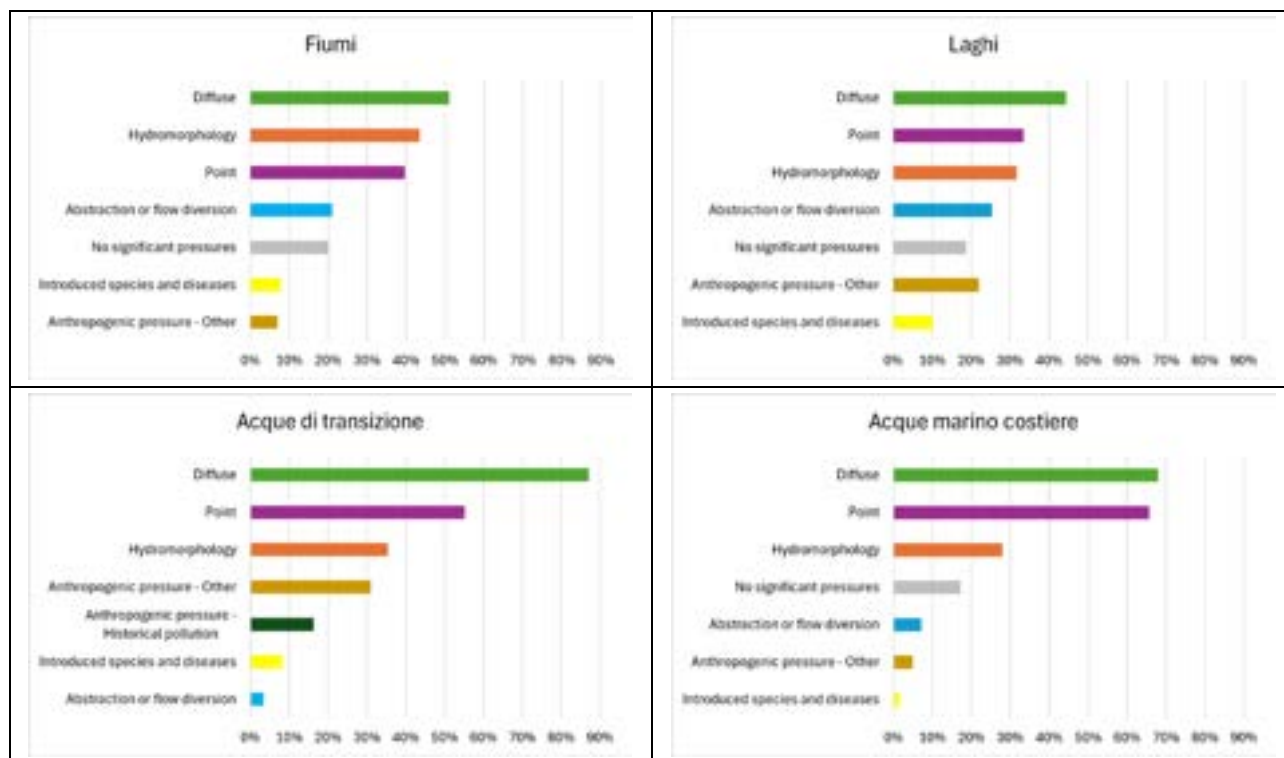 Fiumi
Diffuse
Hydromorphology
Point
Abstraction or flow diversion
No significant pressures
Introduced species and diseases
Anthropogenic pressure - Other
0% 10% 20% 30% 40% 50% 60% 70% 80% 90%
Laghi
Diffuse
Point
Hydromorphology
Abstraction or flow diversion
No significant pressures
Anthropogenic pressure - Other
Introduced species and diseases
0% 10% 20% 30% 40% 50% 60% 70% 80% 90%
Acque di transizione
Diffuse
Point
Hydromorphology
Anthropogenic pressure - Other
Anthropogenic pressure -
Historical pollution
Introduced species and diseases
Abstraction or flow diversion
0% 10% 20% 30% 40% 50% 60% 70% 80% 90%
Acque marino costiere
Diffuse
Point
Hydromorphology
No significant pressures
Abstraction or flow diversion
Anthropogenic pressure - Other
Introduced species and diseases
0% 10% 20% 30% 40% 50% 60% 70% 80% 90%